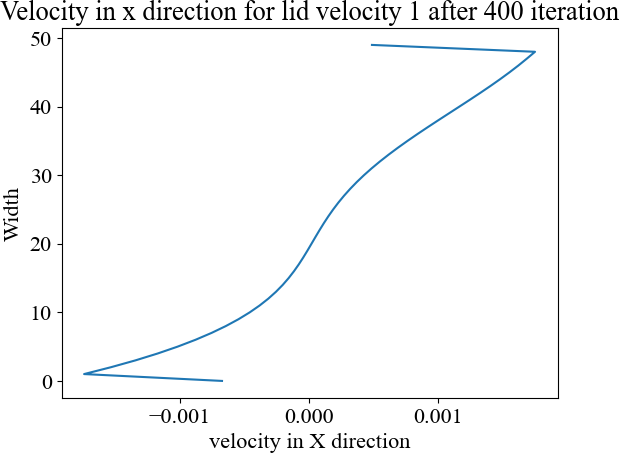 Velocity in x direction for lid velocity 1 after 400 iteration
50
40
30
20
10
0
Width
−0.001 0.000 0.001
velocity in X direction